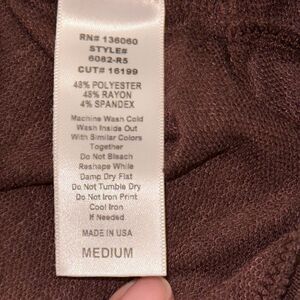 RN# 136060
STYLE#
6082-R5
CUT# 16199
48% POLYESTER
48% RAYON
4% SPANDEX
Machine Wash Cold
Wash Inside Out
With Similar Colors
Together
Do Not Bleach
Reshape While
Damp Dry Flat
Do Not Tumble Dry
Do Not Iron Print
Cool Iron
If Needed
MADE IN USA
MEDIUM